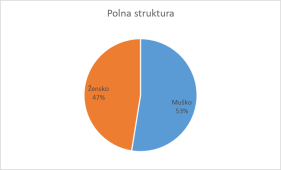 Polna struktura
Žensko
47%
Muško
53%